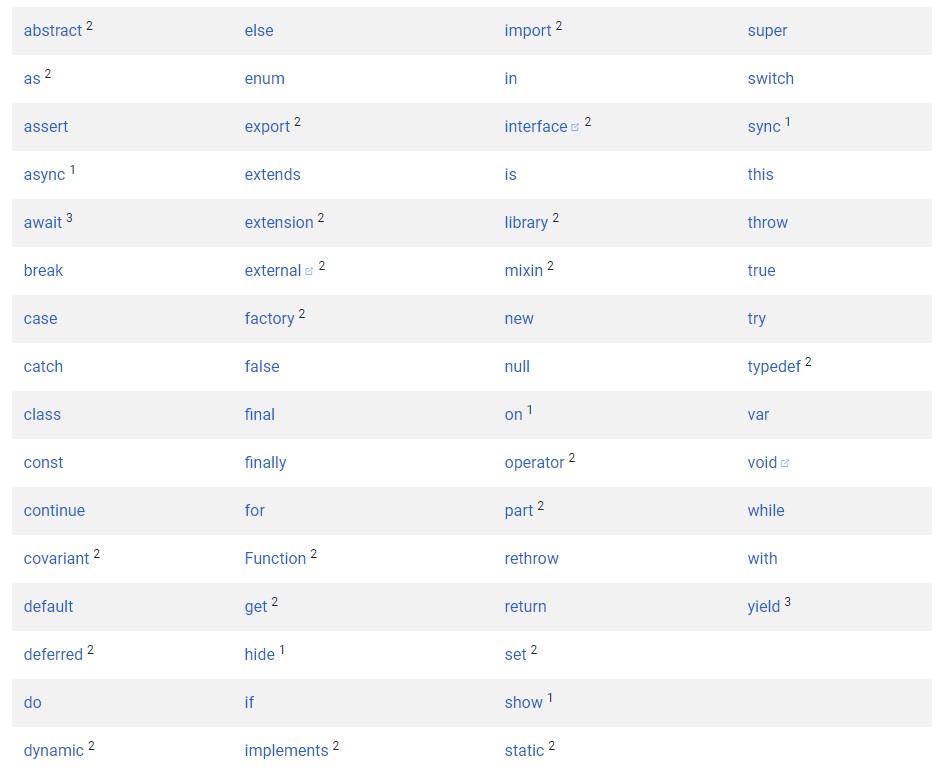 abstract 2 else import 2 super
as 2 enum in switch
assert export 2 interface 2 sync 1
async 1 extends is this
await 3 extension 2 library 2 throw
break external 2 mixin 2 true
case factory 2 new try
catch false null typedef 2
class final on 1 var
const finally operator 2 void
continue for part 2 while
covariant 2 Function 2 rethrow with
default get 2 return yield 3
deferred 2 hide 1 set 2
do if show 1
dynamic 2 implements 2 static 2